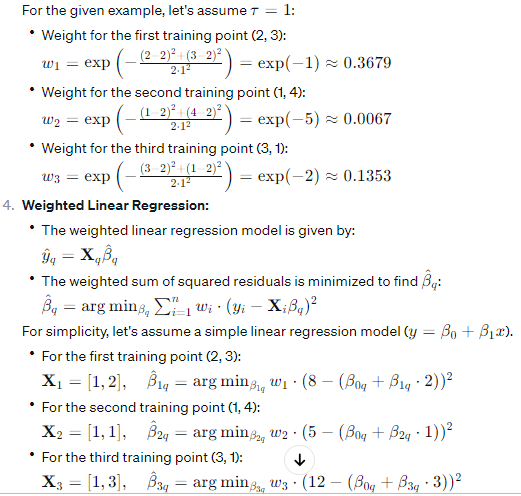 For the given example, let's assume τ = 1:
• Weight for the first training point (2, 3):
w₁ = exp(−((2 2)² (3 2)²)/(2·1²)) = exp(−1) ≈ 0.3679
• Weight for the second training point (1, 4):
w₂ = exp(−((1 2)² (4 2)²)/(2·1²)) = exp(−5) ≈ 0.0067
• Weight for the third training point (3, 1):
w₃ = exp(−((3 2)² (1 2)²)/(2·1²)) = exp(−2) ≈ 0.1353
4. Weighted Linear Regression:
• The weighted linear regression model is given by:
ŷ_q = X_q β̂_q
• The weighted sum of squared residuals is minimized to find β̂_q:
β̂_q = arg min_{β_q} ∑_{i=1}^{n} w_i · (y_i − X_i β_q)²
For simplicity, let's assume a simple linear regression model (y = β₀ + β₁x).
• For the first training point (2, 3):
X₁ = [1, 2], β̂_{1q} = arg min_{β_{1q}} w₁ · (8 − (β_{0q} + β_{1q} · 2))²
• For the second training point (1, 4):
X₂ = [1, 1], β̂_{2q} = arg min_{β_{2q}} w₂ · (5 − (β_{0q} + β_{2q} · 1))²
• For the third training point (3, 1):
X₃ = [1, 3], β̂_{3q} = arg min_{β_{3q}} w₃ · (12 − (β_{0q} + β_{3q} · 3))²